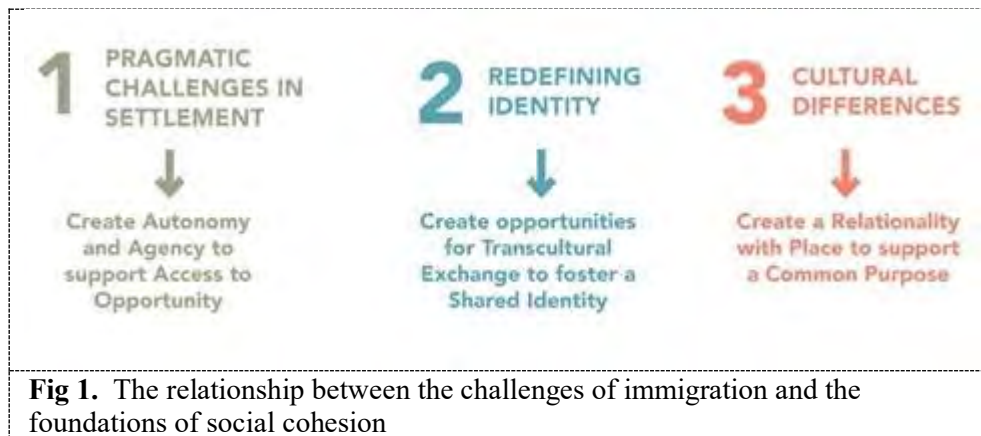 1 PRAGMATIC
CHALLENGES IN
SETTLEMENT
Create Autonomy
and Agency to
support Access to
Opportunity
2 REDEFINING
IDENTITY
Create opportunities
for Transcultural
Exchange to foster a
Shared Identity
3 CULTURAL
DIFFERENCES
Create a Relationality
with Place to support
a Common Purpose
Fig 1. The relationship between the challenges of immigration and the
foundations of social cohesion